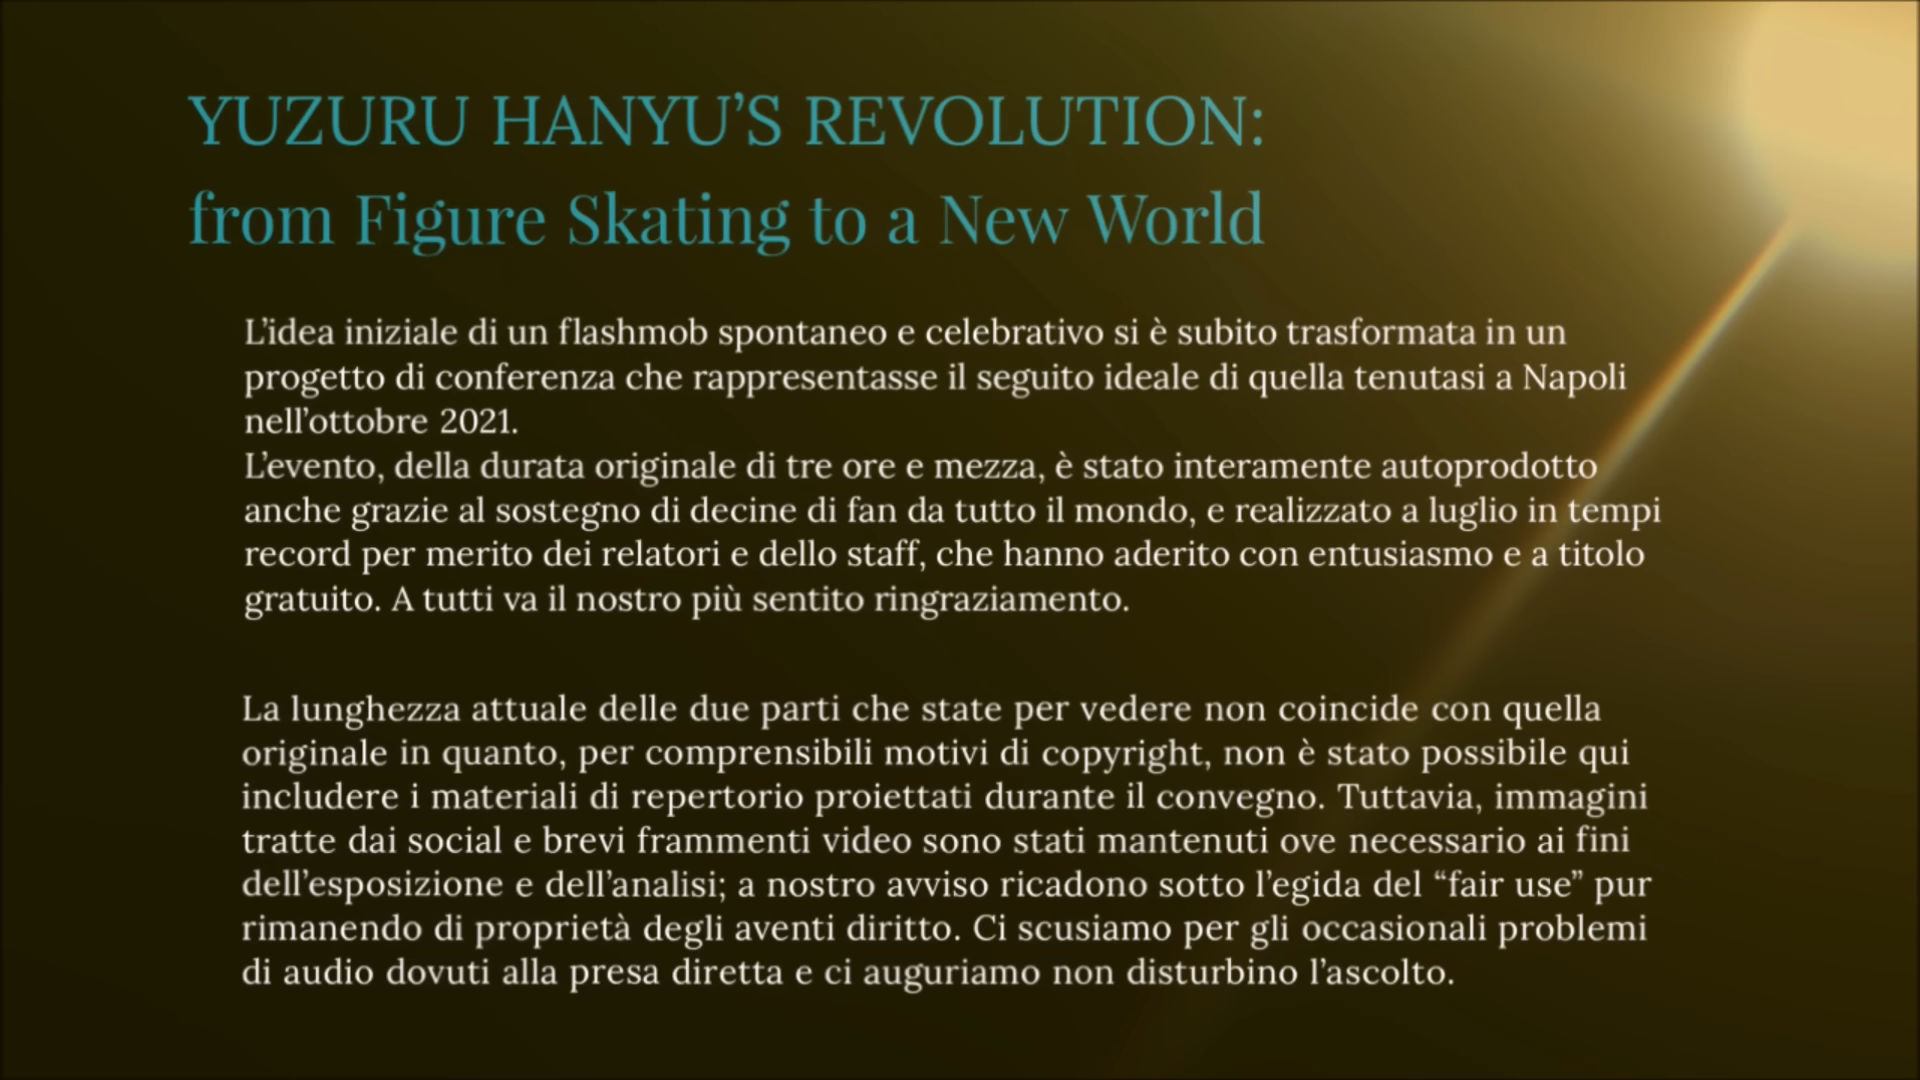 YUZURU HANYU’S REVOLUTION:
from Figure Skating to a New World
L’idea iniziale di un flashmob spontaneo e celebrativo si è subito trasformata in un
progetto di conferenza che rappresentasse il seguito ideale di quella tenutasi a Napoli
nell’ottobre 2021.
L’evento, della durata originale di tre ore e mezza, è stato interamente autoprodotto
anche grazie al sostegno di decine di fan da tutto il mondo, e realizzato a luglio in tempi
record per merito dei relatori e dello staff, che hanno aderito con entusiasmo e a titolo
gratuito. A tutti va il nostro più sentito ringraziamento.
La lunghezza attuale delle due parti che state per vedere non coincide con quella
originale in quanto, per comprensibili motivi di copyright, non è stato possibile qui
includere i materiali di repertorio proiettati durante il convegno. Tuttavia, immagini
tratte dai social e brevi frammenti video sono stati mantenuti ove necessario ai fini
dell’esposizione e dell’analisi; a nostro avviso ricadono sotto l’egida del “fair use” pur
rimanendo di proprietà degli aventi diritto. Ci scusiamo per gli occasionali problemi
di audio dovuti alla presa diretta e ci auguriamo non disturbino l’ascolto.